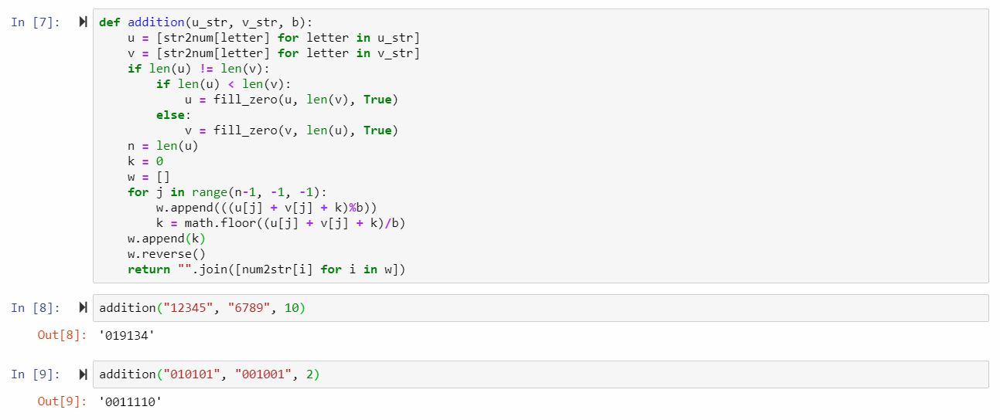 In [7]: def addition(u_str, v_str, b):
    u = [str2num[letter] for letter in u_str]
    v = [str2num[letter] for letter in v_str]
    if len(u) != len(v):
        if len(u) < len(v):
            u = fill_zero(u, len(v), True)
        else:
            v = fill_zero(v, len(u), True)
    n = len(u)
    k = 0
    w = []
    for j in range(n-1, -1, -1):
        w.append(((u[j] + v[j] + k)%b))
        k = math.floor((u[j] + v[j] + k)/b)
    w.append(k)
    w.reverse()
    return "".join([num2str[i] for i in w])
In [8]: addition("12345", "6789", 10)
Out[8]: '019134'
In [9]: addition("010101", "001001", 2)
Out[9]: '0011110'